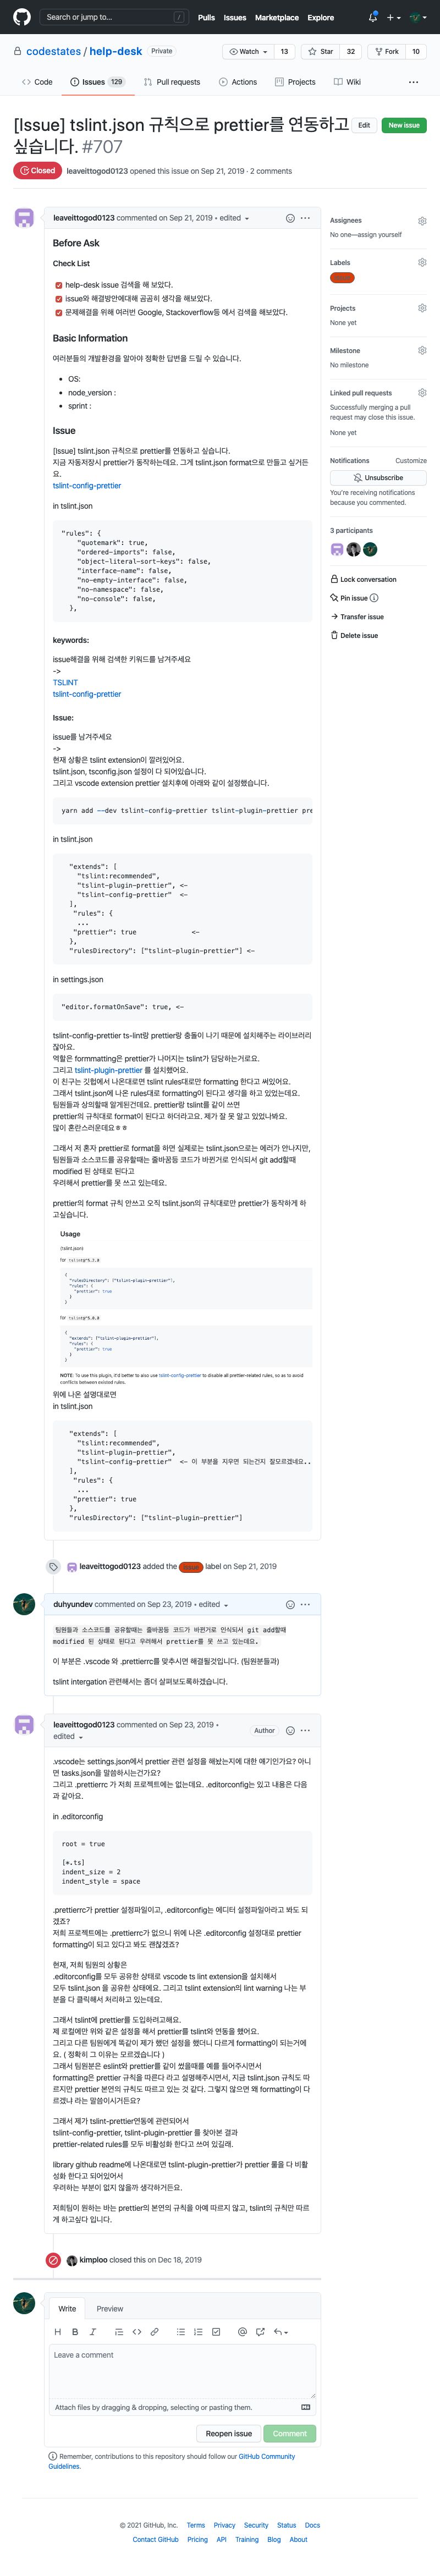 Search or jump to...
/
Pulls Issues Marketplace Explore
codestates / help-desk Private
Watch 13 Star 32 Fork 10
Code Issues 129 Pull requests Actions Projects Wiki
[Issue] tslint.json 규칙으로 prettier를 연동하고
싶습니다. #707
Edit New issue
Closed leaveittogod0123 opened this issue on Sep 21, 2019 · 2 comments
leaveittogod0123 commented on Sep 21, 2019 • edited
Before Ask
Check List
help-desk issue 검색을 해 보았다.
issue와 해결방안에대해 곰곰히 생각을 해보았다.
문제해결을 위해 여러번 Google, Stackoverflow등 에서 검색을 해보았다.
Basic Information
여러분들의 개발환경을 알아야 정확한 답변을 드릴 수 있습니다.
OS:
node_version :
sprint :
Issue
[Issue] tslint.json 규칙으로 prettier를 연동하고 싶습니다.
지금 자동저장시 prettier가 동작하는데요. 그게 tslint.json format으로 만들고 싶거든
요.
tslint-config-prettier
in tslint.json
"rules": {
"quotemark": true,
"ordered-imports": false,
"object-literal-sort-keys": false,
"interface-name": false,
"no-empty-interface": false,
"no-namespace": false,
"no-console": false,
},
keywords:
issue해결을 위해 검색한 키워드를 남겨주세요
->
TSLINT
tslint-config-prettier
Issue:
issue를 남겨주세요
->
현재 상황은 tslint extension이 깔려있어요.
tslint.json, tsconfig.json 설정이 다 되어있습니다.
그리고 vscode extension prettier 설치후에 아래와 같이 설정했습니다.
yarn add --dev tslint-config-prettier tslint-plugin-prettier pre
in tslint.json
"extends": [
"tslint:recommended",
"tslint-plugin-prettier", <-
"tslint-config-prettier" <-
],
"rules": {
...
"prettier": true <-
},
"rulesDirectory": ["tslint-plugin-prettier"] <-
in settings.json
"editor.formatOnSave": true, <-
tslint-config-prettier ts-lint랑 prettier랑 충돌이 나기 때문에 설치해주는 라이브러리
잖아요.
역할은 formmatting은 prettier가 나머지는 tslint가 담당하는거로요.
그리고 tslint-plugin-prettier 를 설치했어요.
이 친구는 깃헙에서 나온대로면 tslint rules대로만 formatting 한다고 써있어요.
그래서 tslint.json에 나온 rules대로 formatting이 된다고 생각을 하고 있었는데요.
팀원들과 상의할때 알게된건데요. prettier랑 tslint를 같이 쓰면
prettier의 규칙대로 format이 된다고 하더라고요. 제가 잘 못 알고 있었나봐요.
많이 혼란스러운데요ㅎㅎ
그래서 저 혼자 prettier로 format을 하면 실제로는 tslint.json으로는 에러가 안나지만,
팀원들과 소스코드를 공유할때는 줄바꿈등 코드가 바뀐거로 인식되서 git add할때
modified 된 상태로 된다고
우려해서 prettier를 못 쓰고 있는데요.
prettier의 format 규칙 안쓰고 오직 tslint.json의 규칙대로만 prettier가 동작하게 하
고싶습니다.
Usage
(tslint.json)
for tslint@^5.2.0
{
"rulesDirectory": ["tslint-plugin-prettier"],
"rules": {
"prettier": true
}
}
for tslint@^5.0.0
{
"extends": ["tslint-plugin-prettier"],
"rules": {
"prettier": true
}
}
NOTE: To use this plugin, it'd better to also use tslint-config-prettier to disable all prettier-related rules, so as to avoid
conflicts between existed rules.
위에 나온 설명대로면
in tslint.json
"extends": [
"tslint:recommended",
"tslint-plugin-prettier",
"tslint-config-prettier" <- 이 부분을 지우면 되는건지 잘모르겠네요..
],
"rules": {
...
"prettier": true
},
"rulesDirectory": ["tslint-plugin-prettier"]
leaveittogod0123 added the label on Sep 21, 2019
duhyundev commented on Sep 23, 2019 • edited
팀원들과 소스코드를 공유할때는 줄바꿈등 코드가 바뀐거로 인식되서 git add할때
modified 된 상태로 된다고 우려해서 prettier를 못 쓰고 있는데요.
이 부분은 .vscode 와 .prettierrc를 맞추시면 해결될것입니다. (팀원분들과)
tslint intergation 관련해서는 좀더 살펴보도록하겠습니다.
leaveittogod0123 commented on Sep 23, 2019 •
edited
Author
.vscode는 settings.json에서 prettier 관련 설정을 해놨는지에 대한 얘기인가요? 아니
면 tasks.json을 말씀하시는건가요?
그리고 .prettierrc 가 저희 프로젝트에는 없는데요. .editorconfig는 있고 내용은 다음
과 같아요.
in .editorconfig
root = true
[*.ts]
indent_size = 2
indent_style = space
.prettierrc가 prettier 설정파일이고, .editorconfig는 에디터 설정파일아라고 봐도 되
겠죠?
저희 프로젝트에는 .prettierrc가 없으니 위에 나온 .editorconfig 설정대로 prettier
formatting이 되고 있다고 봐도 괜찮겠죠?
현재, 저희 팀원의 상황은
.editorconfig를 모두 공유한 상태로 vscode ts lint extension을 설치해서
모두 tslint.json 을 공유한 상태에요. 그리고 tslint extension의 lint warning 나는 부
분을 다 클릭해서 처리하고 있는데요.
그래서 tslint에 prettier를 도입하려고해요.
제 로컬에만 위와 같은 설정을 해서 prettier를 tslint와 연동을 했어요.
그리고 다른 팀원에게 똑같이 제가 했던 설정을 했더니 다르게 formatting이 되는거에
요. ( 정확히 그 이유는 모르겠습니다 )
그래서 팀원분은 eslint와 prettier를 같이 썼을때를 예를 들어주시면서
formatting은 prettier 규칙을 따른다 라고 설명해주시면서, 지금 tslint.json 규칙도 따
르지만 prettier 본연의 규칙도 따르고 있는 것 같다. 그렇지 않으면 왜 formatting이 다
르겠냐 라는 말씀이시거든요?
그래서 제가 tslint-prettier연동에 관련되어서
tslint-config-prettier, tslint-plugin-prettier 를 찾아본 결과
prettier-related rules를 모두 비활성화 한다고 쓰여 있길래.
library github readme에 나온대로면 tslint-plugin-prettier가 prettier 룰을 다 비활
성화 한다고 되어있어서
우려하는 부분이 없지 않을까 생각하거든요.
저희팀이 원하는 바는 prettier의 본연의 규칙을 아예 따르지 않고, tslint의 규칙만 따르
게 하고싶다 입니다.
kimploo closed this on Dec 18, 2019
Write Preview
Leave a comment
Attach files by dragging & dropping, selecting or pasting them.
Reopen issue Comment
Remember, contributions to this repository should follow our GitHub Community
Guidelines.
Assignees
No one—assign yourself
Labels
Projects
None yet
Milestone
No milestone
Linked pull requests
Successfully merging a pull
request may close this issue.
None yet
Notifications Customize
Unsubscribe
You're receiving notifications
because you commented.
3 participants
Lock conversation
Pin issue
Transfer issue
Delete issue
© 2021 GitHub, Inc. Terms Privacy Security Status Docs
Contact GitHub Pricing API Training Blog About